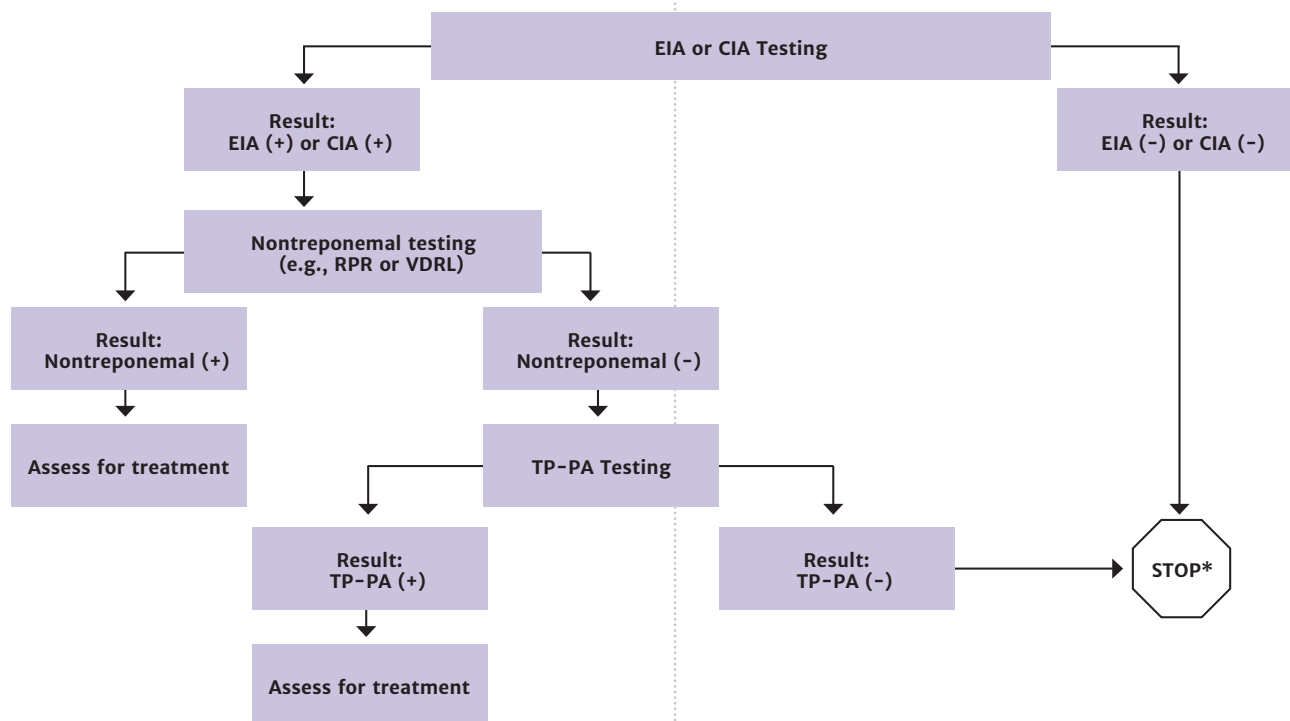 EIA or CIA Testing
Result:
EIA (+) or CIA (+)
Result:
EIA (-) or CIA (-)
Nontreponemal testing
(e.g., RPR or VDRL)
Result:
Nontreponemal (+)
Result:
Nontreponemal (-)
Assess for treatment
TP-PA Testing
Result:
TP-PA (+)
Result:
TP-PA (-)
STOP*
Assess for treatment